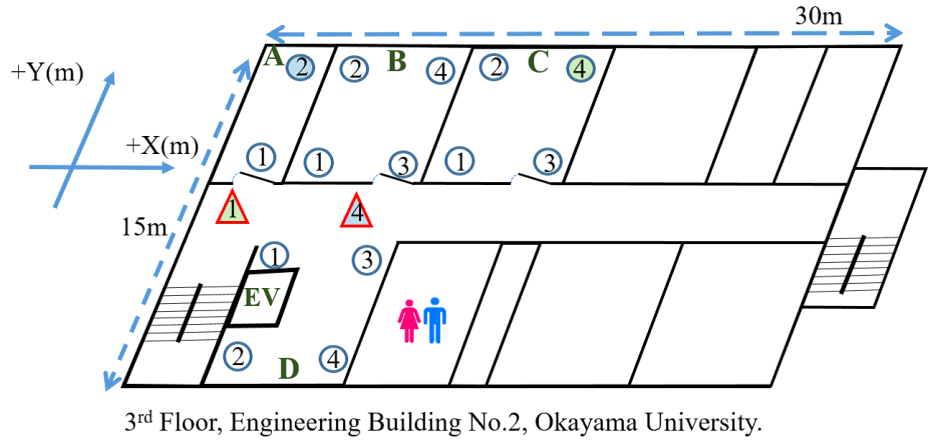 30m
A 2 2 B 4 2 C 4
+Y(m)
+X(m)
1 1 3 1 3
1 4
15m
1 3
EV
2 D 4
3rd Floor, Engineering Building No.2, Okayama University.